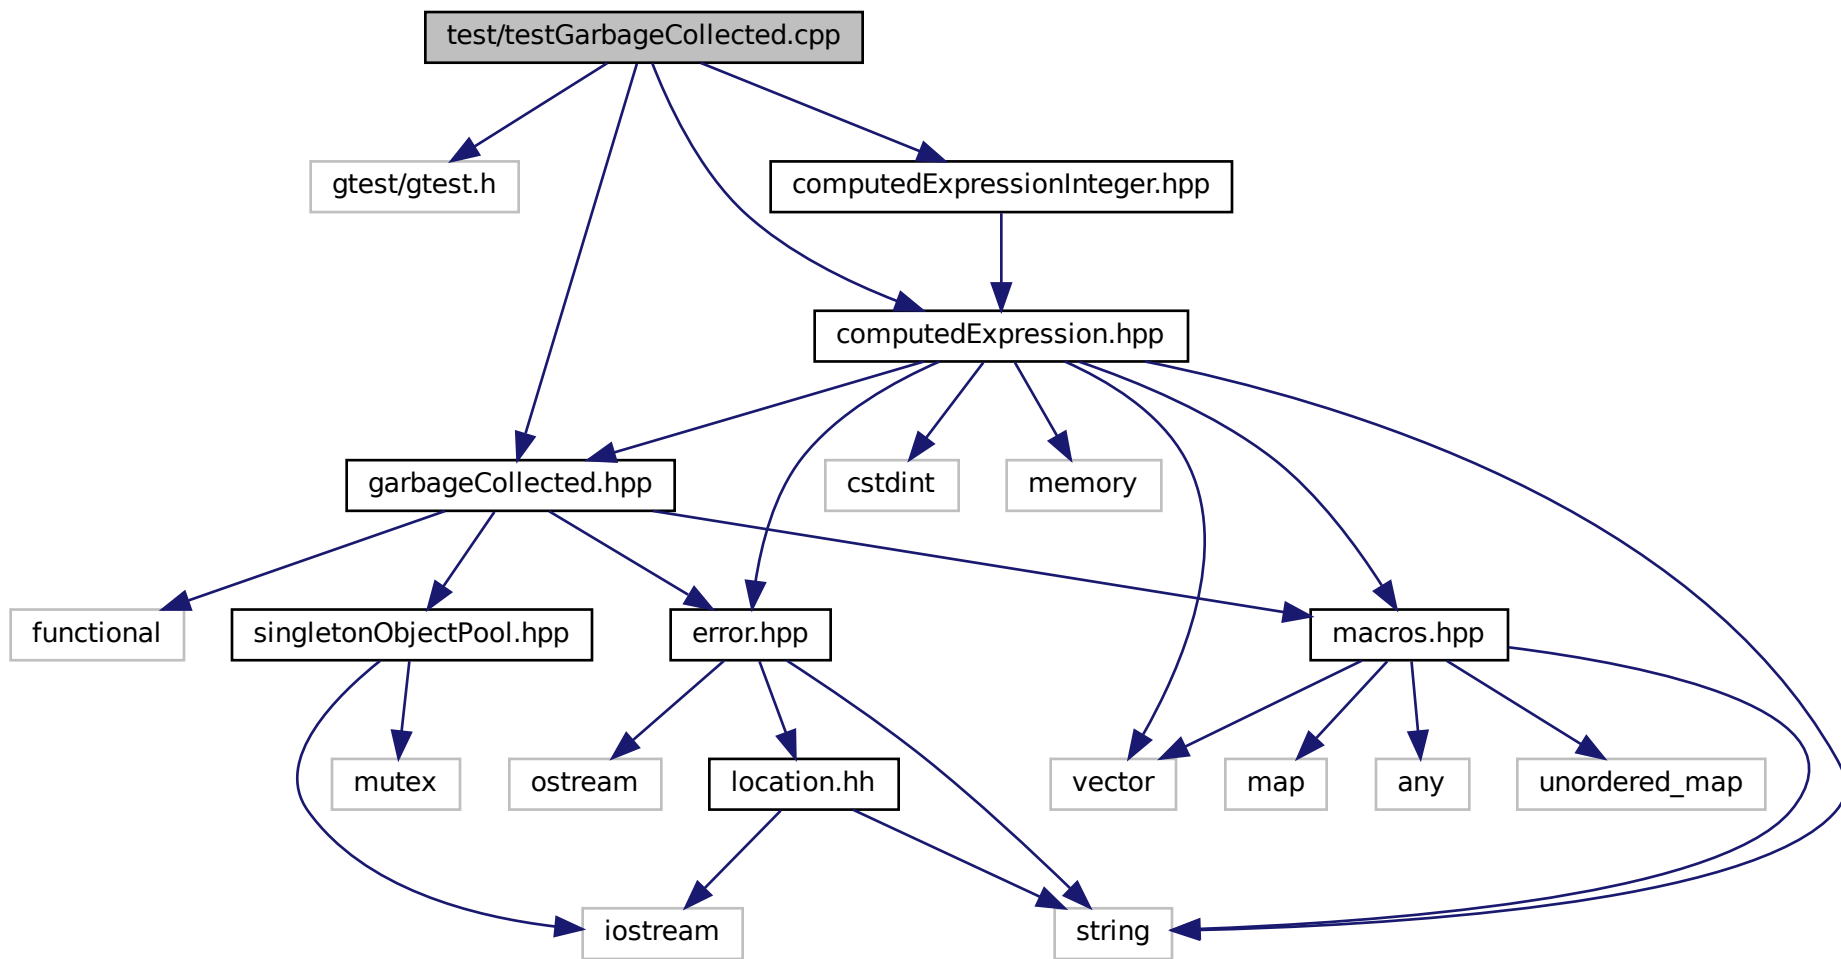 test/testGarbageCollected.cpp
gtest/gtest.h
computedExpressionInteger.hpp
computedExpression.hpp
garbageCollected.hpp
cstdint
memory
functional
singletonObjectPool.hpp
error.hpp
macros.hpp
mutex
ostream
location.hh
vector
map
any
unordered_map
iostream
string